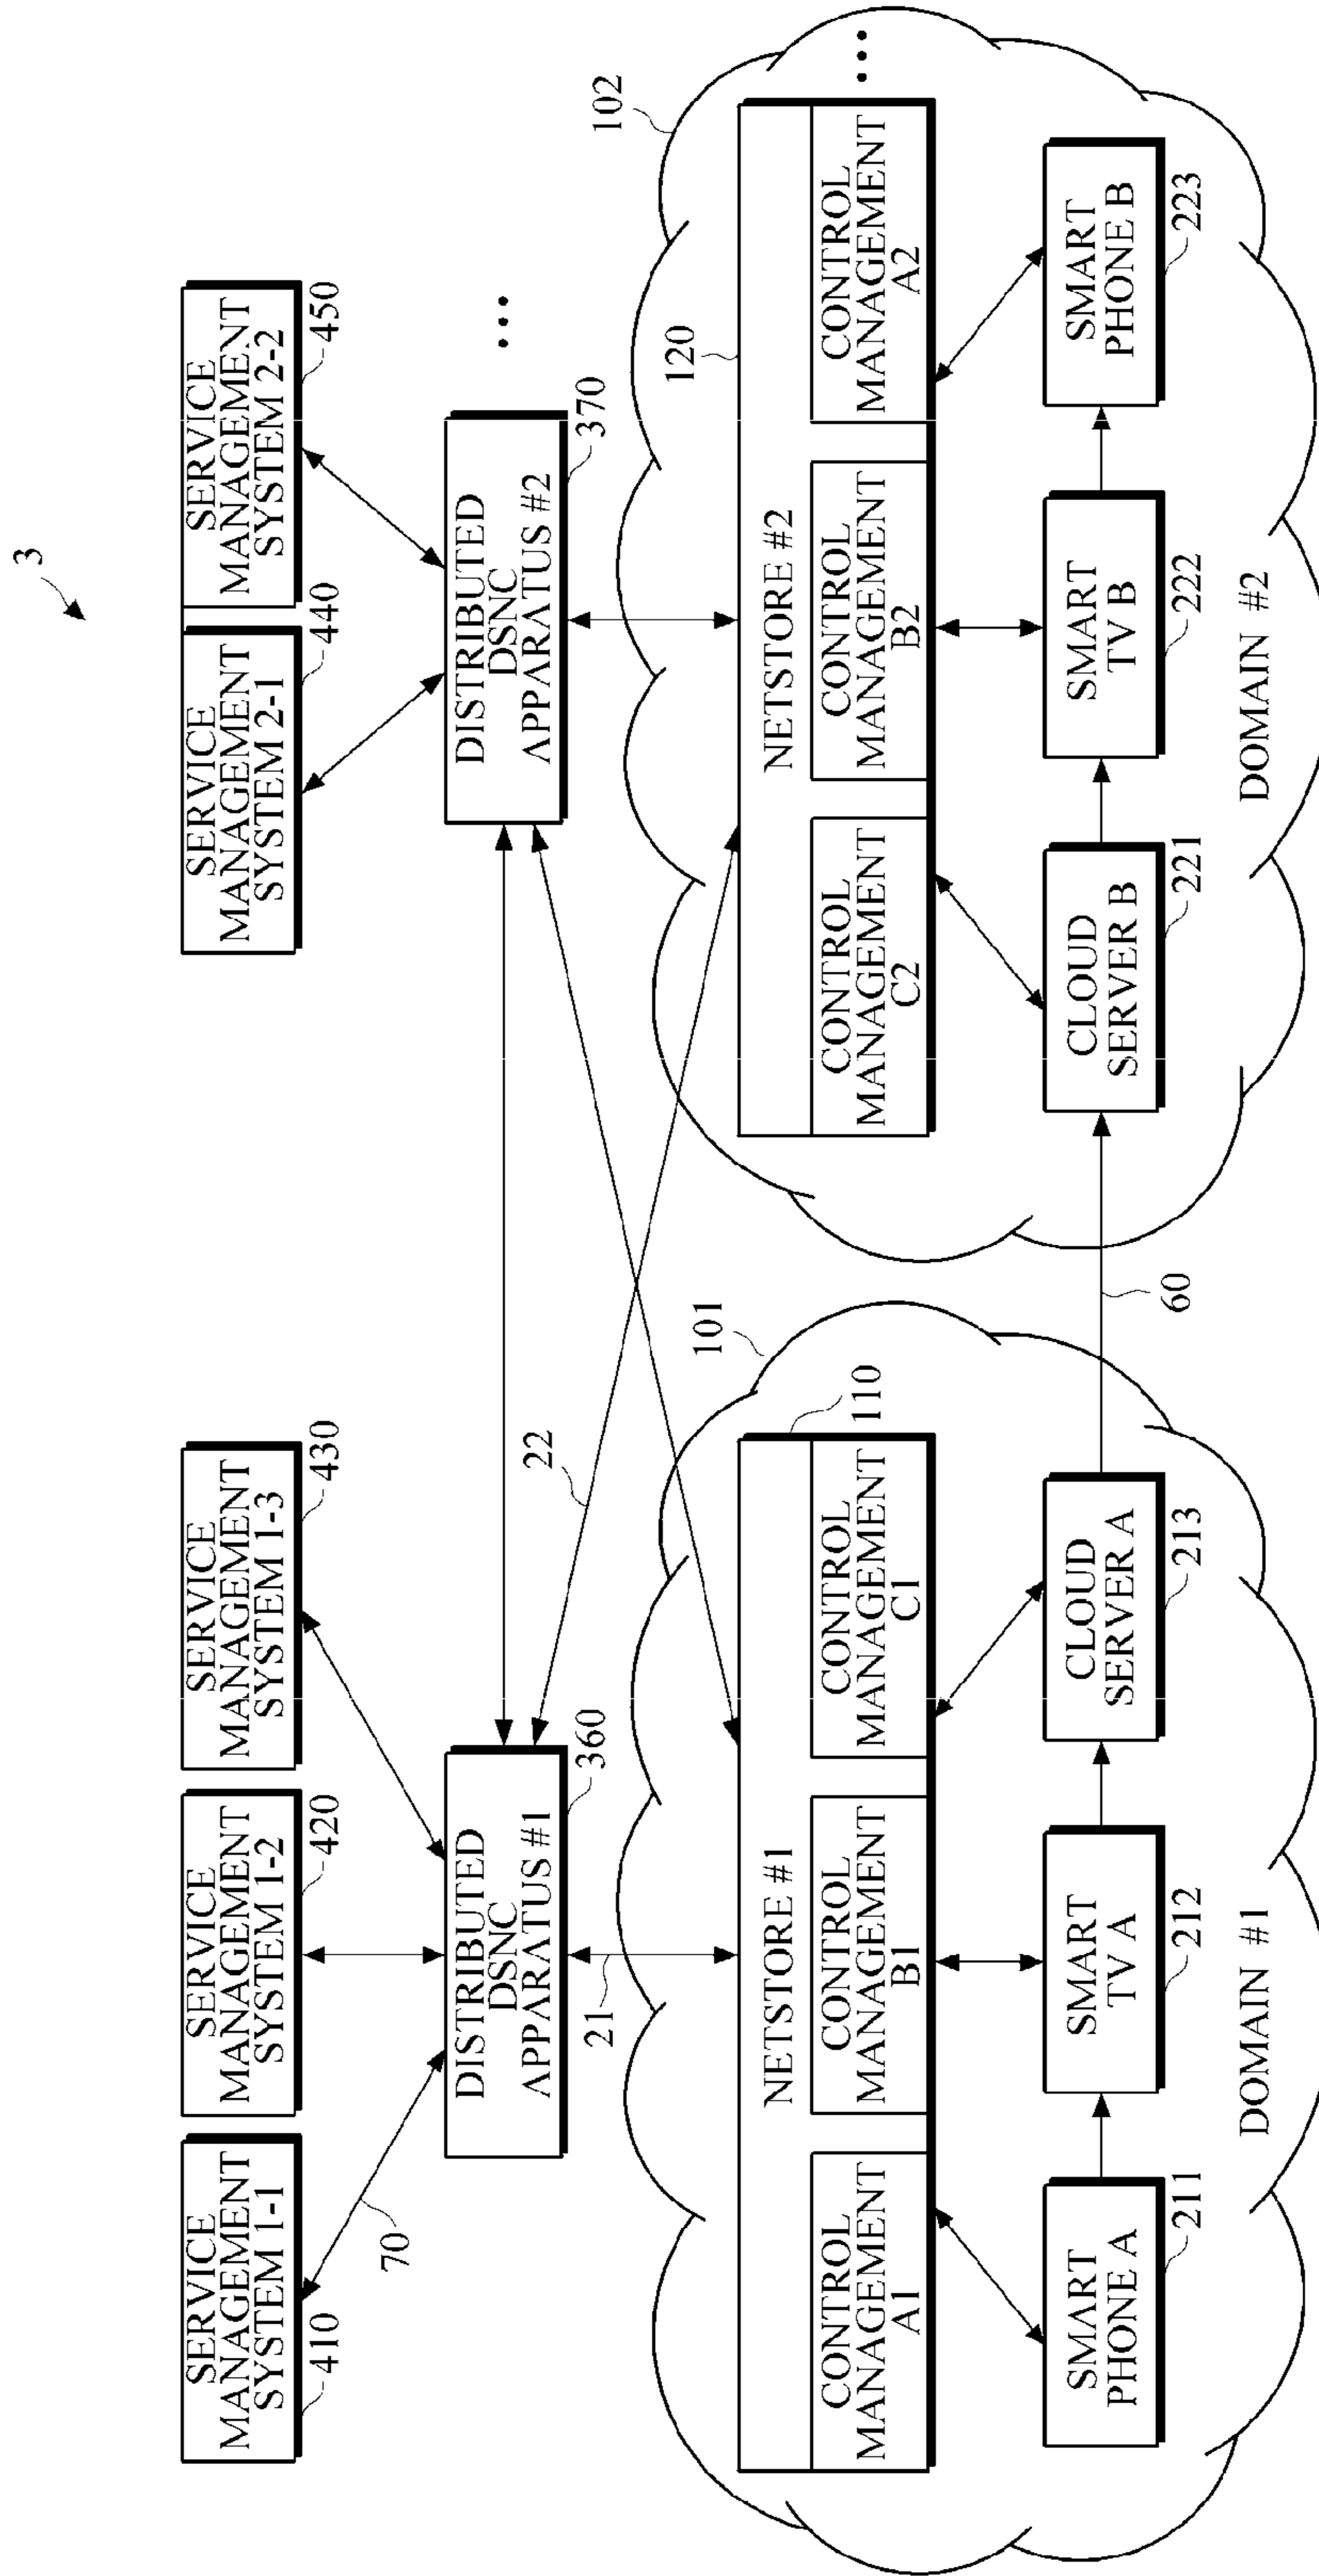 3
SERVICE
MANAGEMENT
SYSTEM 1-1
410
SERVICE
MANAGEMENT
SYSTEM 1-2
420
SERVICE
MANAGEMENT
SYSTEM 1-3
430
SERVICE
MANAGEMENT
SYSTEM 2-1
440
SERVICE
MANAGEMENT
SYSTEM 2-2
450
70
DISTRIBUTED
DSNC
APPARATUS #1
360
DISTRIBUTED
DSNC
APPARATUS #2
370
...
21
22
101
110
NETSTORE #1
CONTROL
MANAGEMENT
A1
CONTROL
MANAGEMENT
B1
CONTROL
MANAGEMENT
C1
SMART
PHONE A
211
SMART
TV A
212
CLOUD
SERVER A
213
DOMAIN #1
60
102
120
NETSTORE #2
CONTROL
MANAGEMENT
C2
CONTROL
MANAGEMENT
B2
CONTROL
MANAGEMENT
A2
...
CLOUD
SERVER B
221
SMART
TV B
222
SMART
PHONE B
223
DOMAIN #2